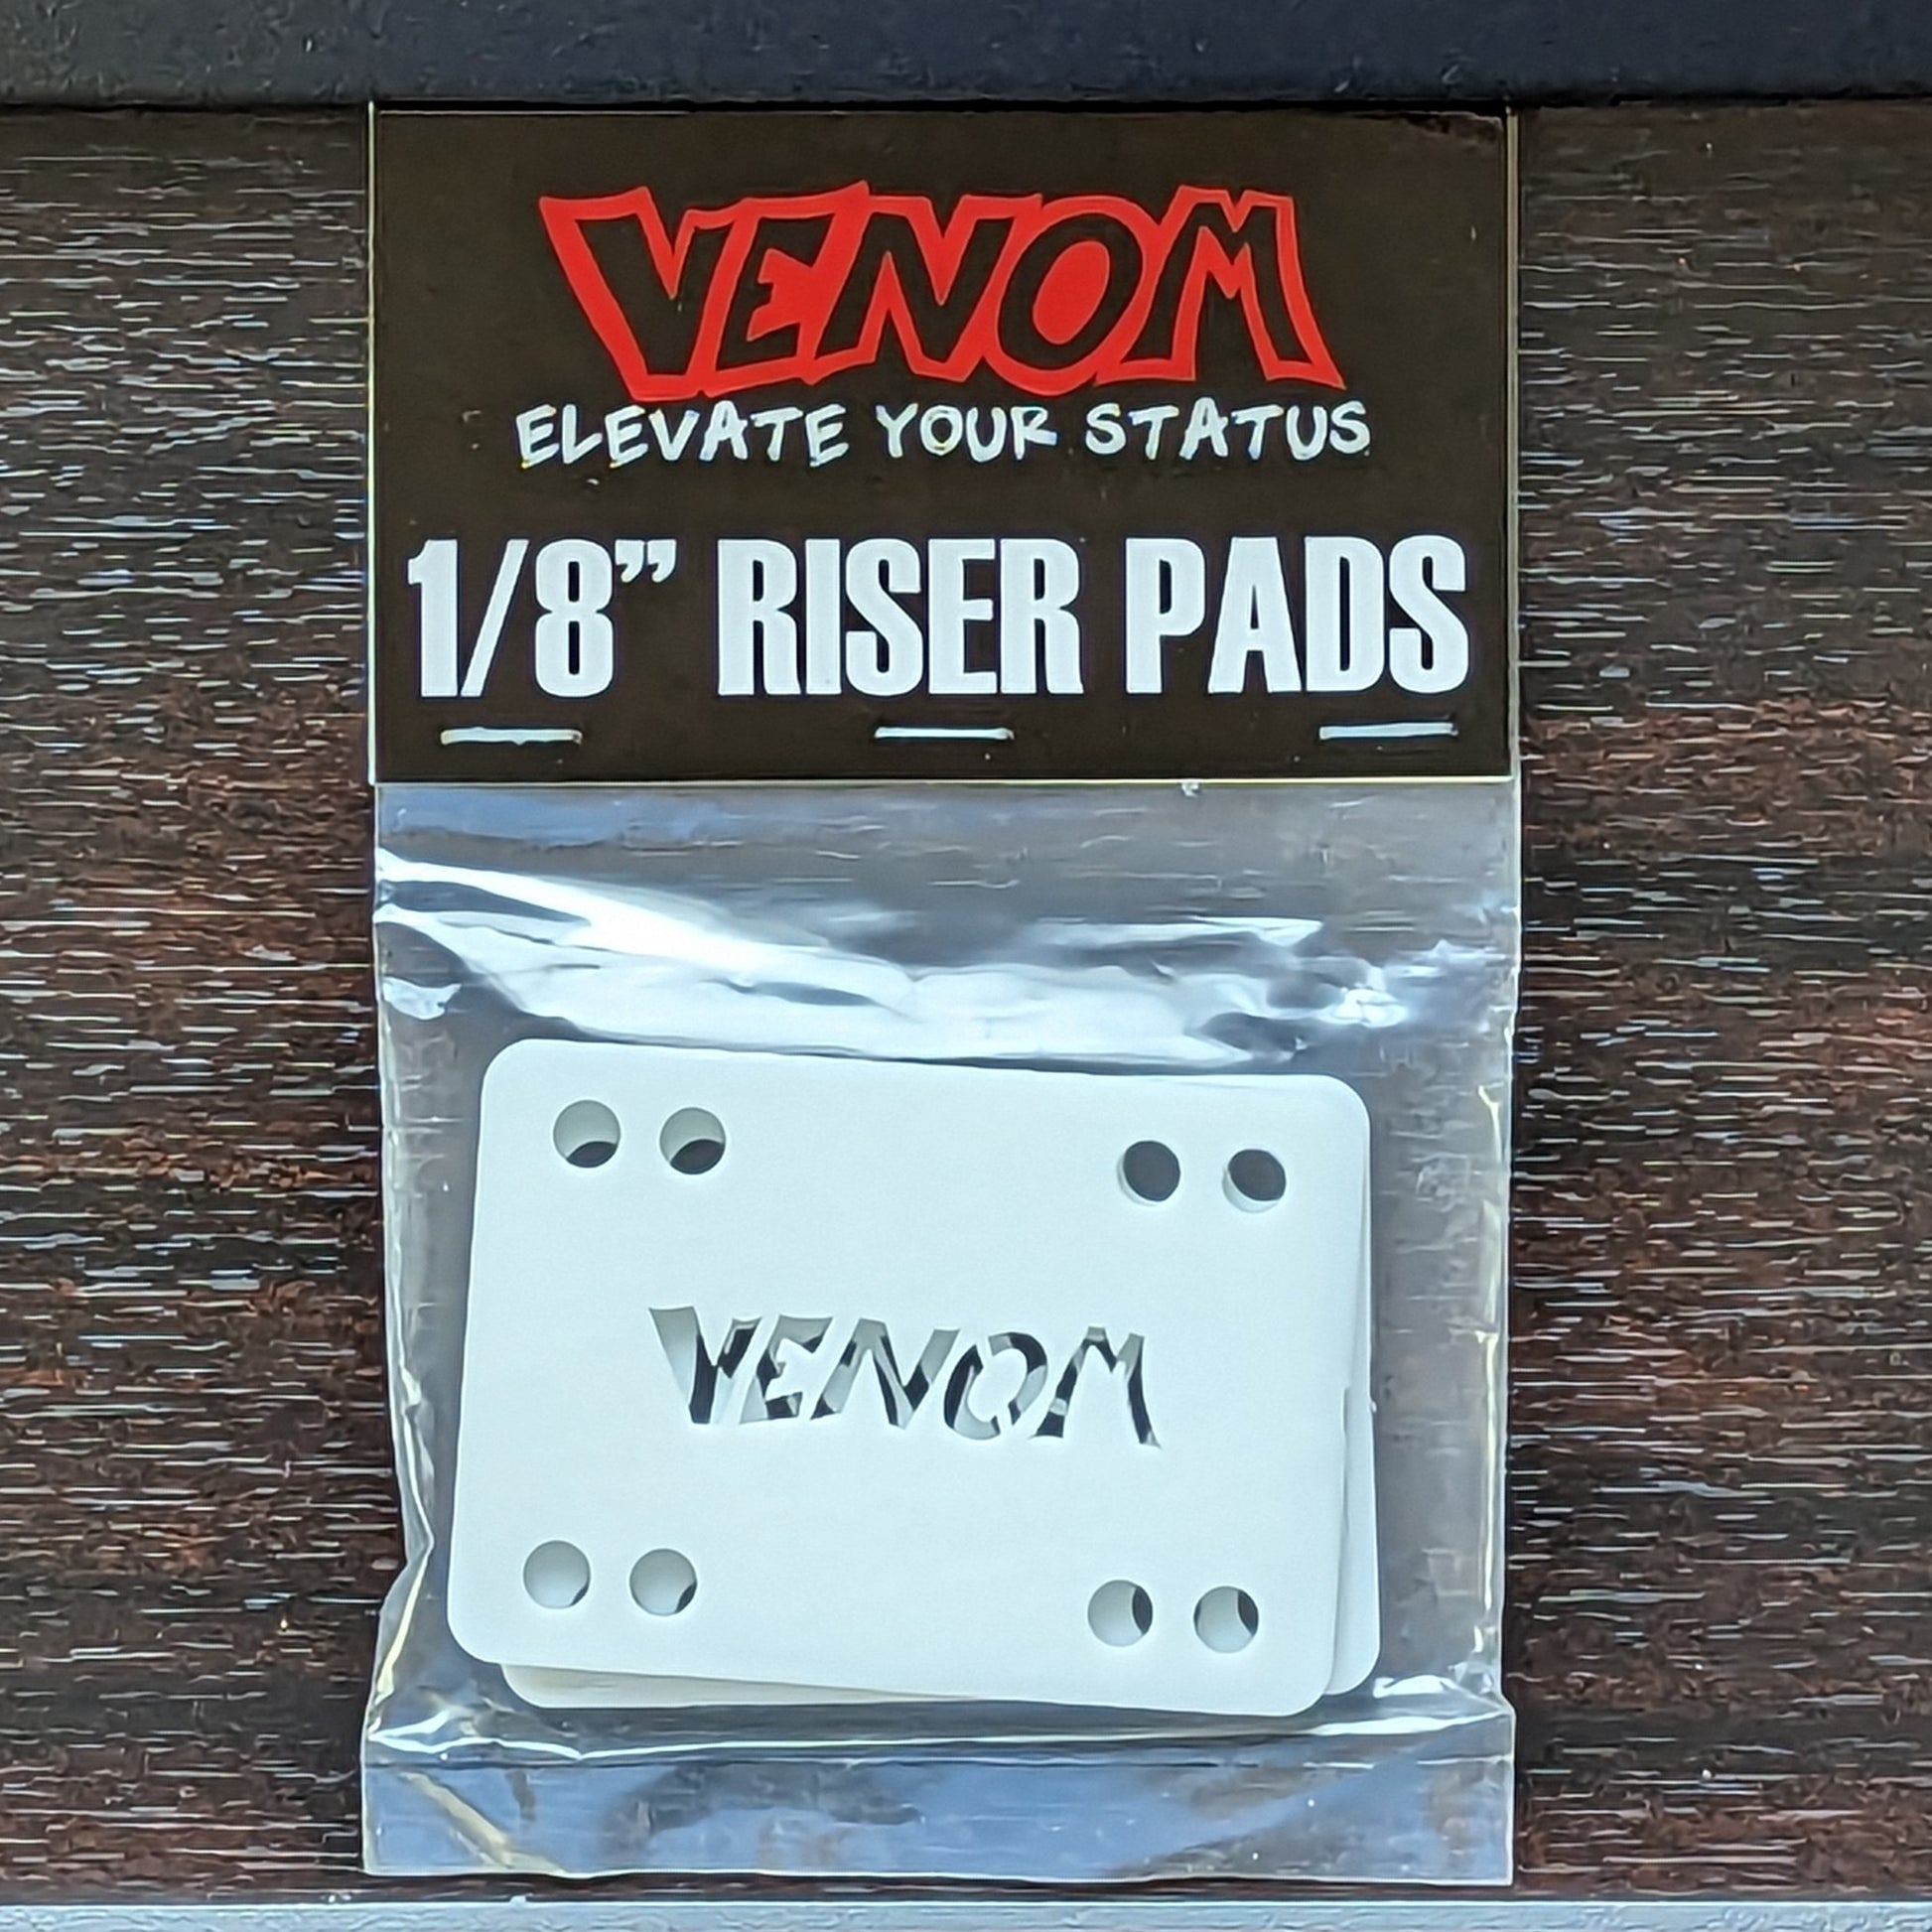 VENOM
ELEVATE YOUR STATUS
1/8” RISER PADS
VENOM